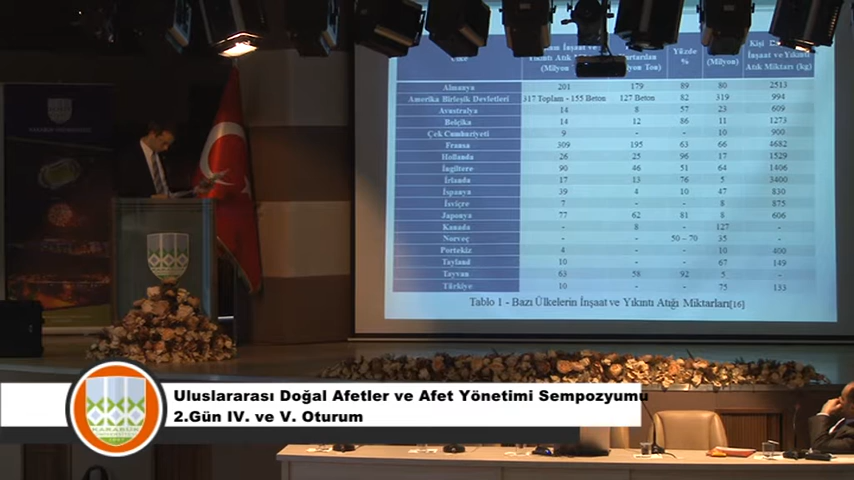 Ülke
İnşaat ve
Atık
(Milyon
Ton)
Yüzde
%
(Milyon)
Kişi
İnşaat ve Yıkıntı
Atık Miktarı (kg)
Almanya 201 179 89 80 2513
Amerika Birleşik Devletleri 317 Toplam - 155 Beton 127 Beton 82 319 994
Avustralya 14 8 57 23 609
Belçika 14 12 86 11 1273
Çek Cumhuriyeti 9 - - 10 900
Fransa 309 195 63 66 4682
Hollanda 26 25 96 17 1529
İngiltere 90 46 51 64 1406
İrlanda 17 13 76 5 3400
İspanya 39 4 10 47 830
İsviçre 7 - - 8 875
Japonya 77 62 81 8 606
Kanada - 8 - 127 -
Norveç - - 50 – 70 35 -
Portekiz 4 - - 10 400
Tayland 10 - - 67 149
Tayvan 63 58 92 5 -
Türkiye 10 - - 75 133
Tablo 1 - Bazı Ülkelerin İnşaat ve Yıkıntı Atığı Miktarları[16]
Uluslararası Doğal Afetler ve Afet Yönetimi Sempozyumu
2.Gün IV. ve V. Oturum
KARABÜK